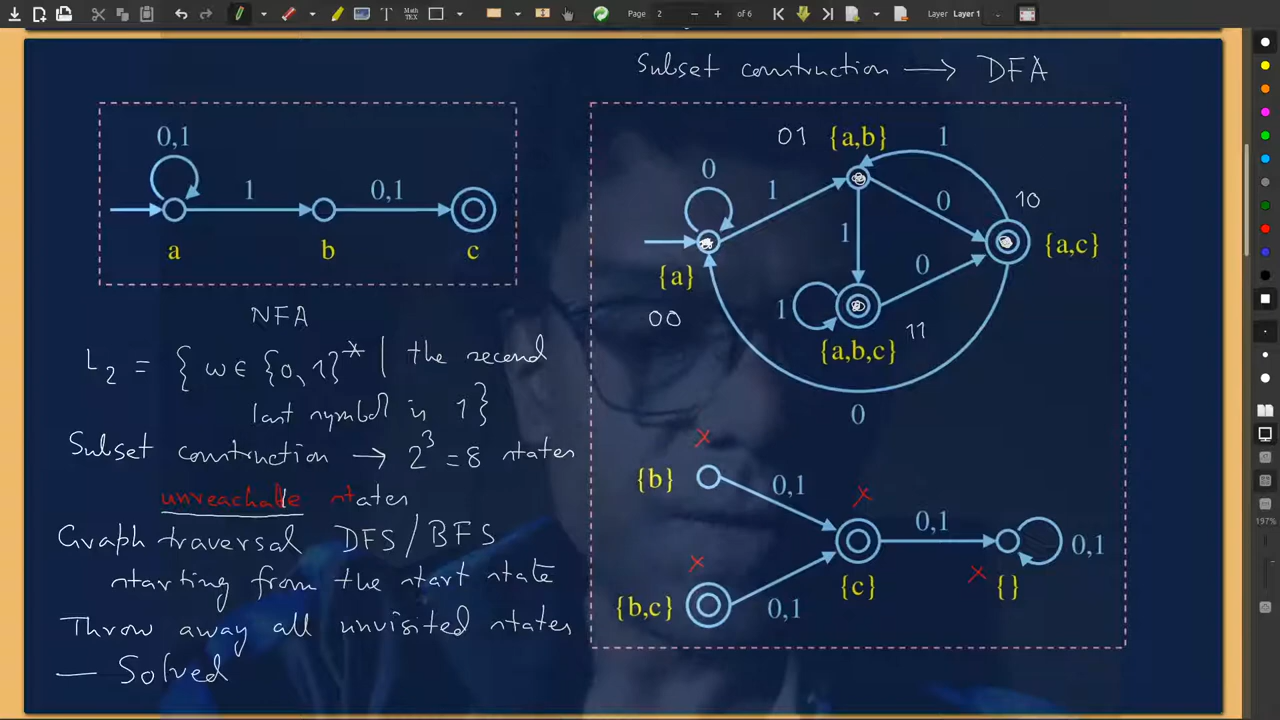 Page 2 of 6 Layer Layer 1
Math
TEX
197%
Subset construction → DFA
0,1
1
0,1
a
b
c
NFA
L2 = { w ∈ {0,1}* | the second
last symbol is 1}
Subset construction → 2^3 = 8 states
unreachable states
Graph traversal DFS/BFS
starting from the start state
Throw away all unvisited states
— Solved
01 {a,b} 1
0
1
0
10
{a,c}
{a}
1
0
00
1
11
{a,b,c}
0
×
{b}
0,1
×
0,1
0,1
×
{c}
× {}
{b,c}
0,1